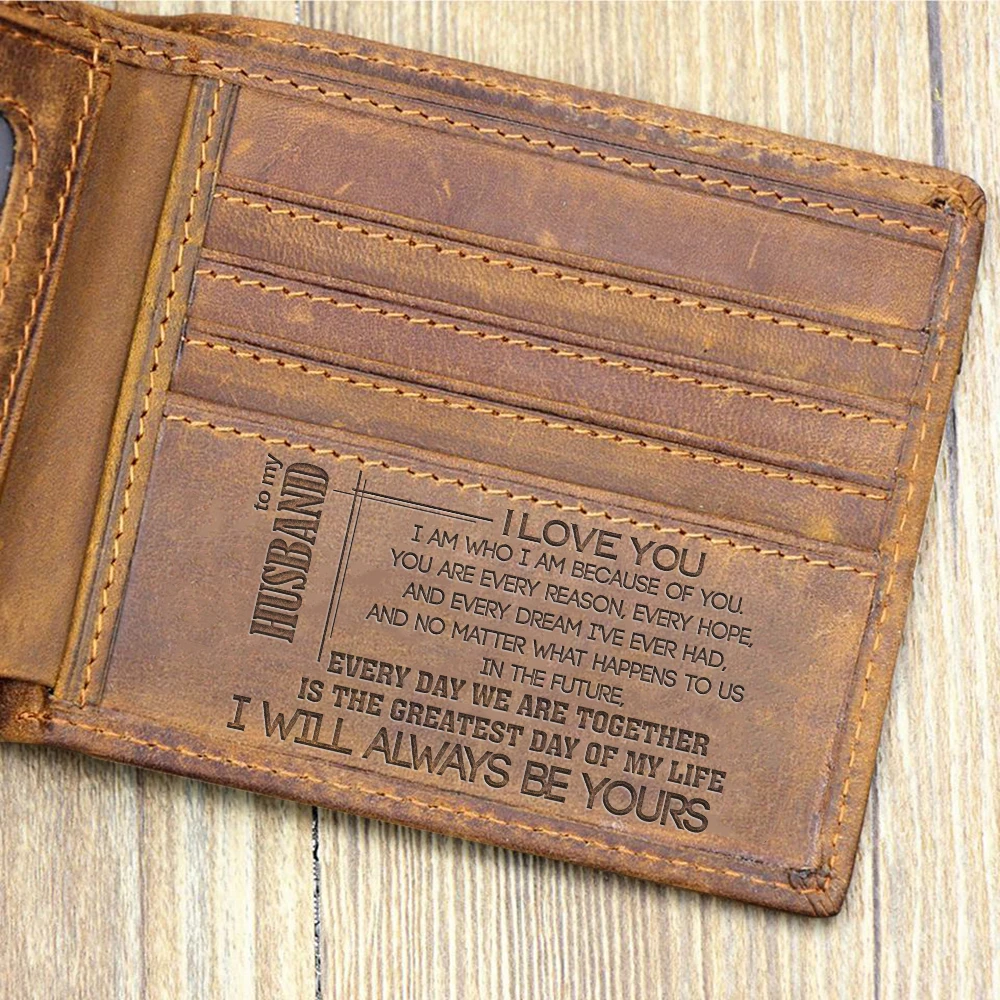 to my
HUSBAND
I LOVE YOU
I AM WHO I AM BECAUSE OF YOU.
YOU ARE EVERY REASON, EVERY HOPE,
AND EVERY DREAM I'VE EVER HAD,
AND NO MATTER WHAT HAPPENS TO US
IN THE FUTURE,
EVERY DAY WE ARE TOGETHER
IS THE GREATEST DAY OF MY LIFE
I WILL ALWAYS BE YOURS